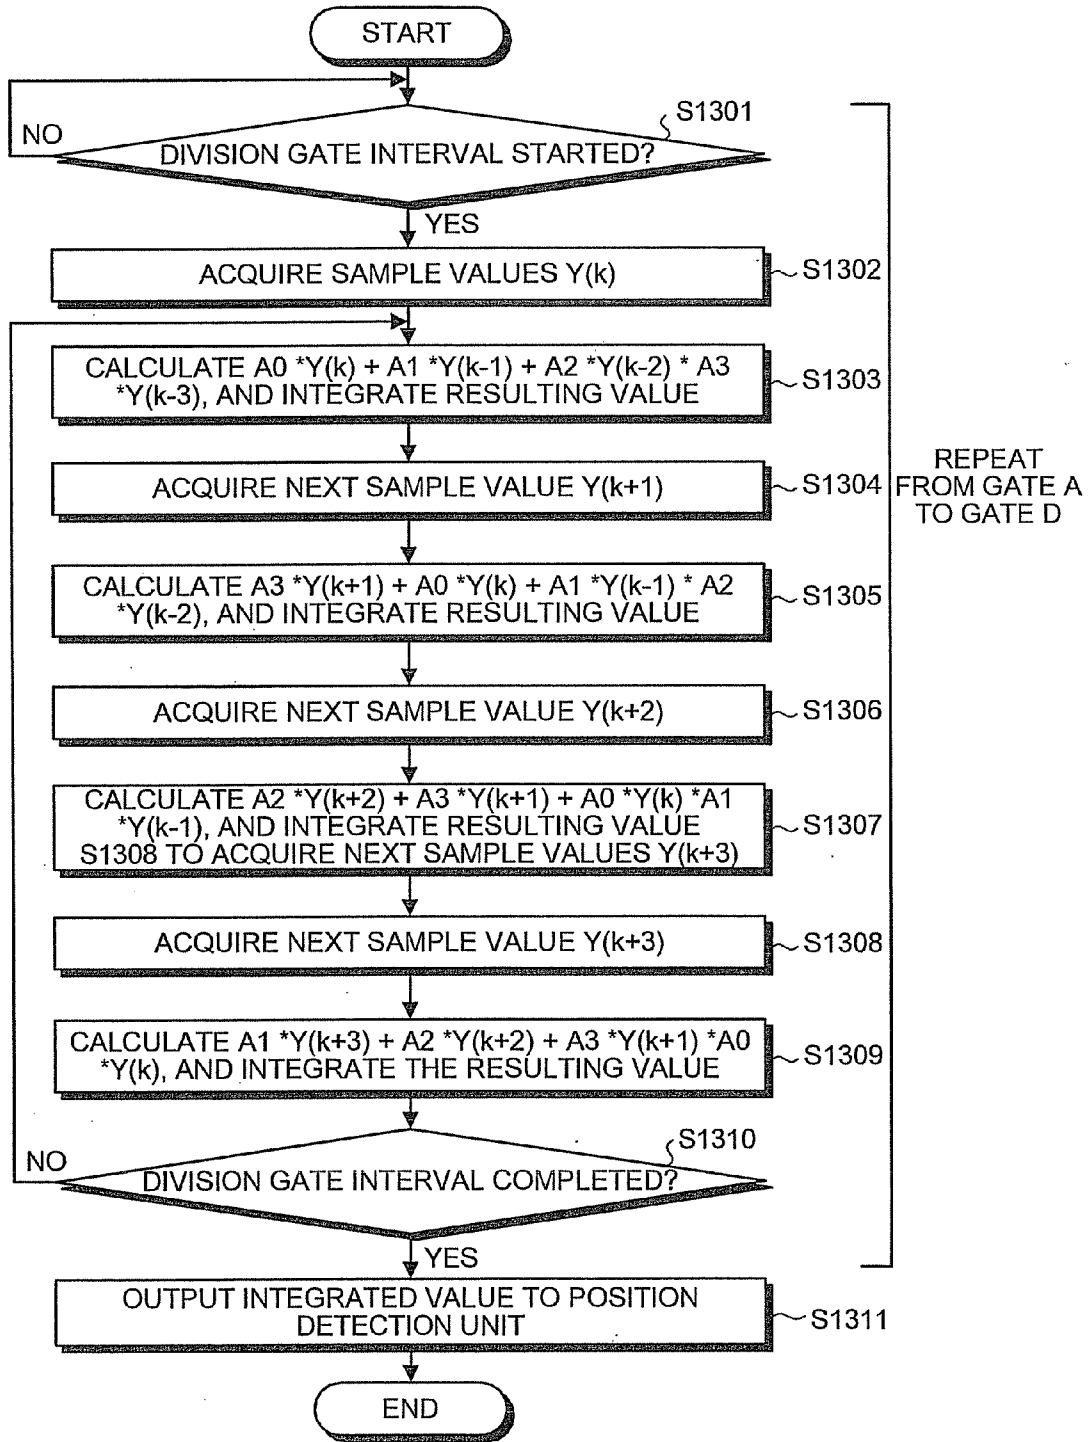 START
S1301
NO
DIVISION GATE INTERVAL STARTED?
YES
ACQUIRE SAMPLE VALUES Y(k)
S1302
CALCULATE A0 *Y(k) + A1 *Y(k-1) + A2 *Y(k-2) * A3
*Y(k-3), AND INTEGRATE RESULTING VALUE
S1303
ACQUIRE NEXT SAMPLE VALUE Y(k+1)
S1304
REPEAT
FROM GATE A
TO GATE D
CALCULATE A3 *Y(k+1) + A0 *Y(k) + A1 *Y(k-1) * A2
*Y(k-2), AND INTEGRATE RESULTING VALUE
S1305
ACQUIRE NEXT SAMPLE VALUE Y(k+2)
S1306
CALCULATE A2 *Y(k+2) + A3 *Y(k+1) + A0 *Y(k) *A1
*Y(k-1), AND INTEGRATE RESULTING VALUE
S1308 TO ACQUIRE NEXT SAMPLE VALUES Y(k+3)
S1307
ACQUIRE NEXT SAMPLE VALUE Y(k+3)
S1308
CALCULATE A1 *Y(k+3) + A2 *Y(k+2) + A3 *Y(k+1) *A0
*Y(k), AND INTEGRATE THE RESULTING VALUE
S1309
S1310
NO
DIVISION GATE INTERVAL COMPLETED?
YES
OUTPUT INTEGRATED VALUE TO POSITION
DETECTION UNIT
S1311
END